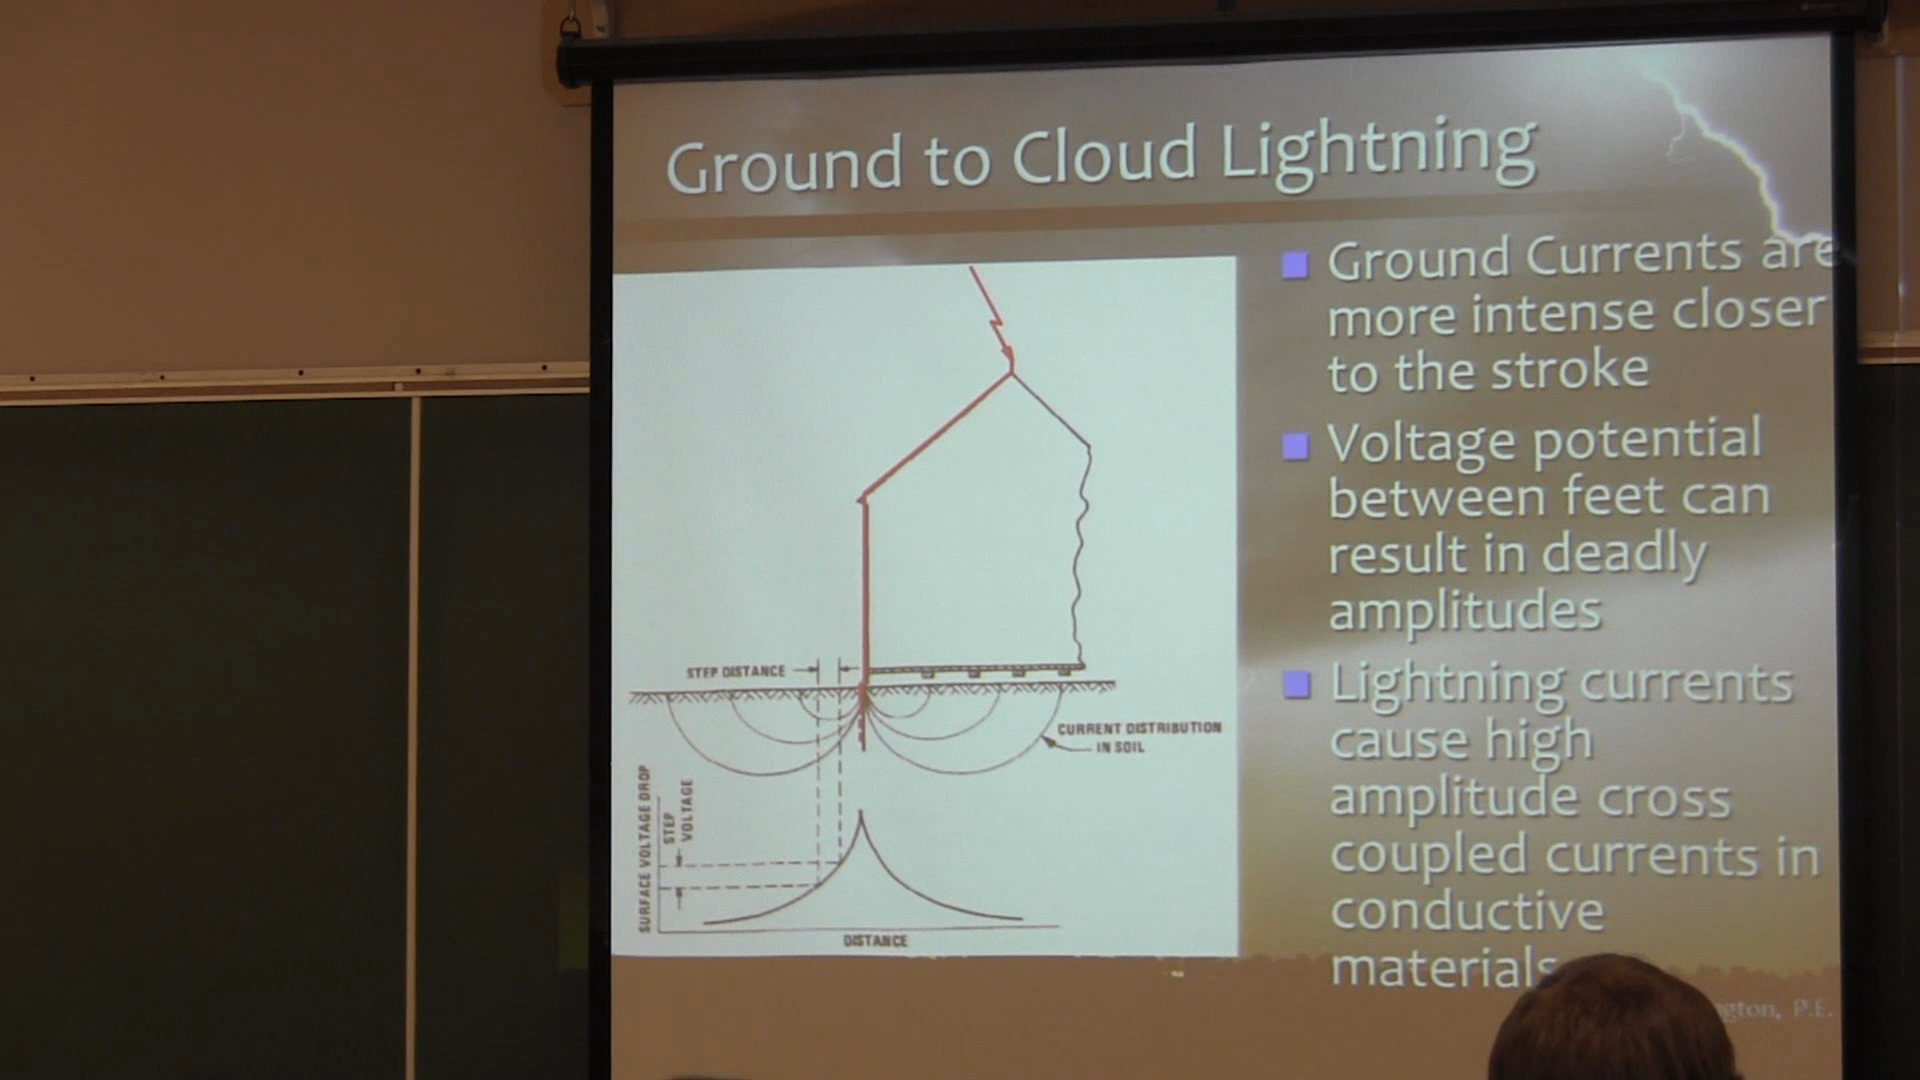 Ground to Cloud Lightning
Ground Currents are
more intense closer
to the stroke
Voltage potential
between feet can
result in deadly
amplitudes
Lightning currents
cause high
amplitude cross
coupled currents in
conductive
materials
STEP DISTANCE
CURRENT DISTRIBUTION
IN SOIL
SURFACE VOLTAGE DROP
STEP
VOLTAGE
DISTANCE
P.E.